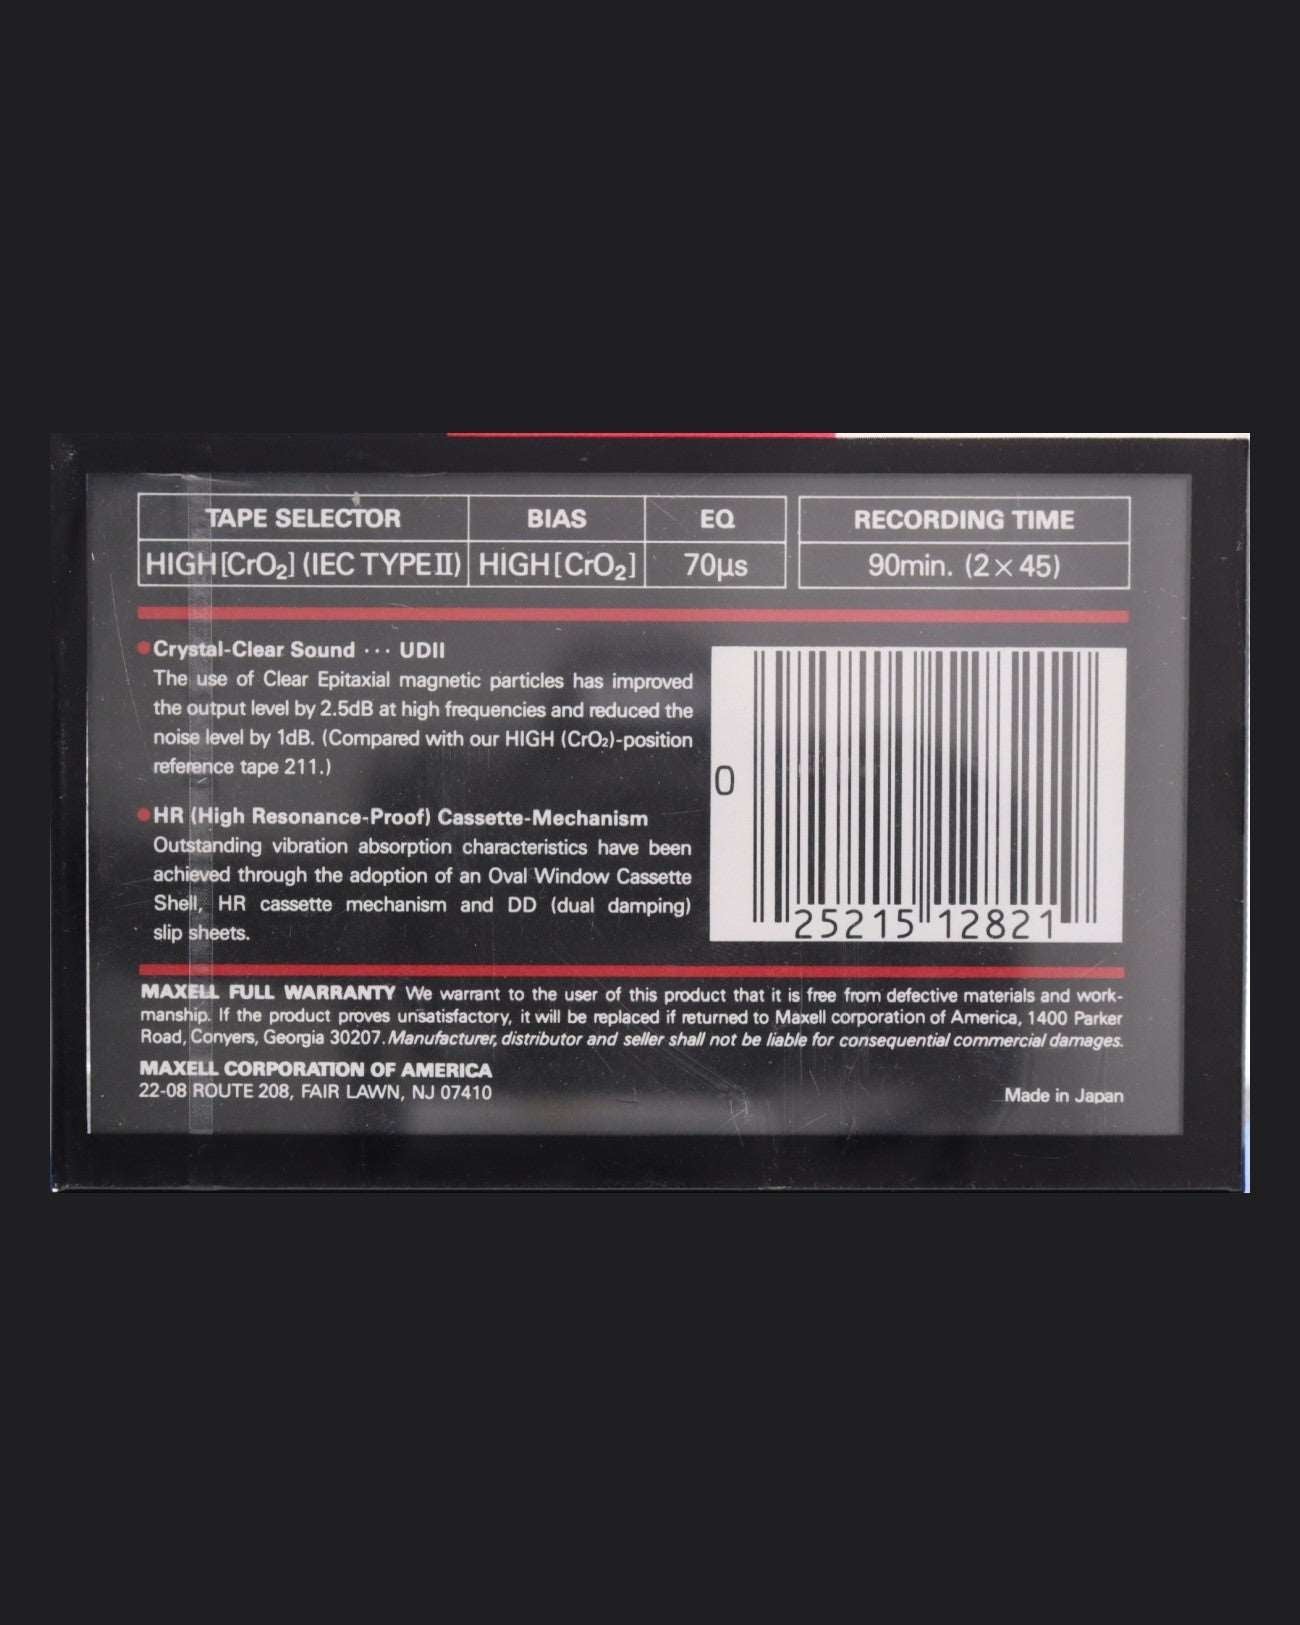 TAPE SELECTOR BIAS EQ RECORDING TIME
HIGH [CrO₂] (IEC TYPE II) HIGH [CrO₂] 70µs 90min. (2 × 45)
● Crystal-Clear Sound ··· UDII
The use of Clear Epitaxial magnetic particles has improved
the output level by 2.5dB at high frequencies and reduced the
noise level by 1dB. (Compared with our HIGH (CrO₂)-position
reference tape 211.)
● HR (High Resonance-Proof) Cassette-Mechanism
Outstanding vibration absorption characteristics have been
achieved through the adoption of an Oval Window Cassette
Shell, HR cassette mechanism and DD (dual damping)
slip sheets.
0
25215 12821
MAXELL FULL WARRANTY We warrant to the user of this product that it is free from defective materials and work-
manship. If the product proves unsatisfactory, it will be replaced if returned to Maxell corporation of America, 1400 Parker
Road, Conyers, Georgia 30207. Manufacturer, distributor and seller shall not be liable for consequential commercial damages.
MAXELL CORPORATION OF AMERICA
22-08 ROUTE 208, FAIR LAWN, NJ 07410
Made in Japan